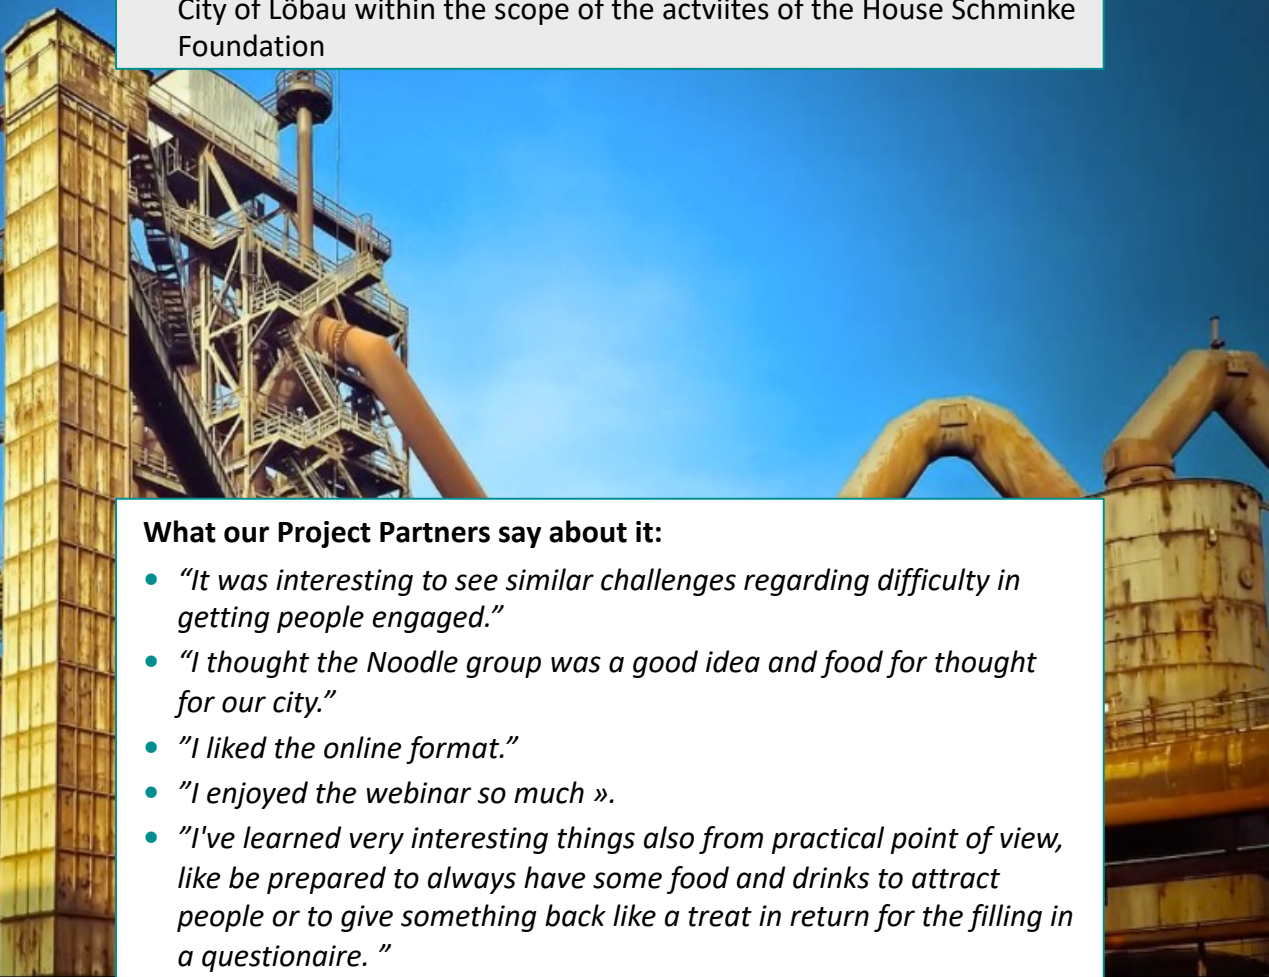 City of Löbau within the scope of the actviites of the House Schminke
Foundation
What our Project Partners say about it:
• “It was interesting to see similar challenges regarding difficulty in
getting people engaged.”
• “I thought the Noodle group was a good idea and food for thought
for our city.”
• ”I liked the online format.”
• ”I enjoyed the webinar so much ».
• ”I've learned very interesting things also from practical point of view,
like be prepared to always have some food and drinks to attract
people or to give something back like a treat in return for the filling in
a questionaire. ”